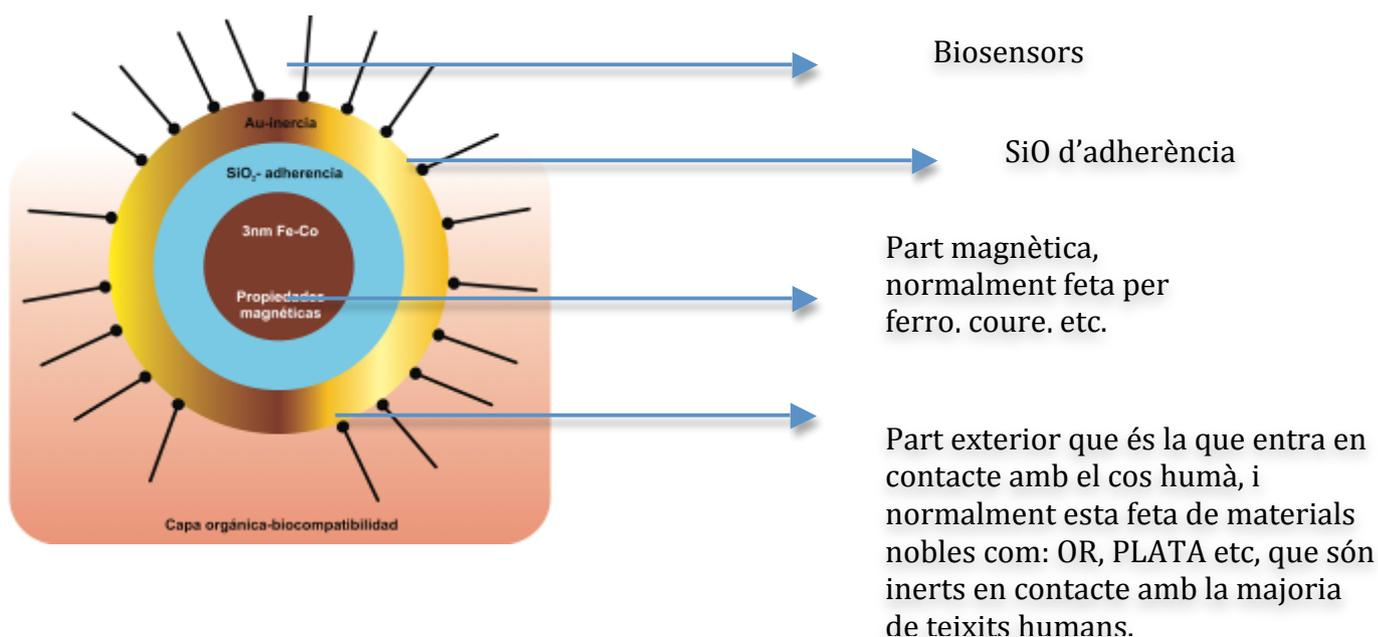 Biosensors
Au-inercia
SiO d’adherència
SiO₂- adherencia
3nm Fe-Co
Part magnètica,
normalment feta per
ferro. coure. etc.
Propiedades
magnéticas
Part exterior que és la que entra en
contacte amb el cos humà, i
normalment esta feta de materials
nobles com: OR, PLATA etc, que són
inerts en contacte amb la majoria
de teixits humans.
Capa orgánica-biocompatibilidad